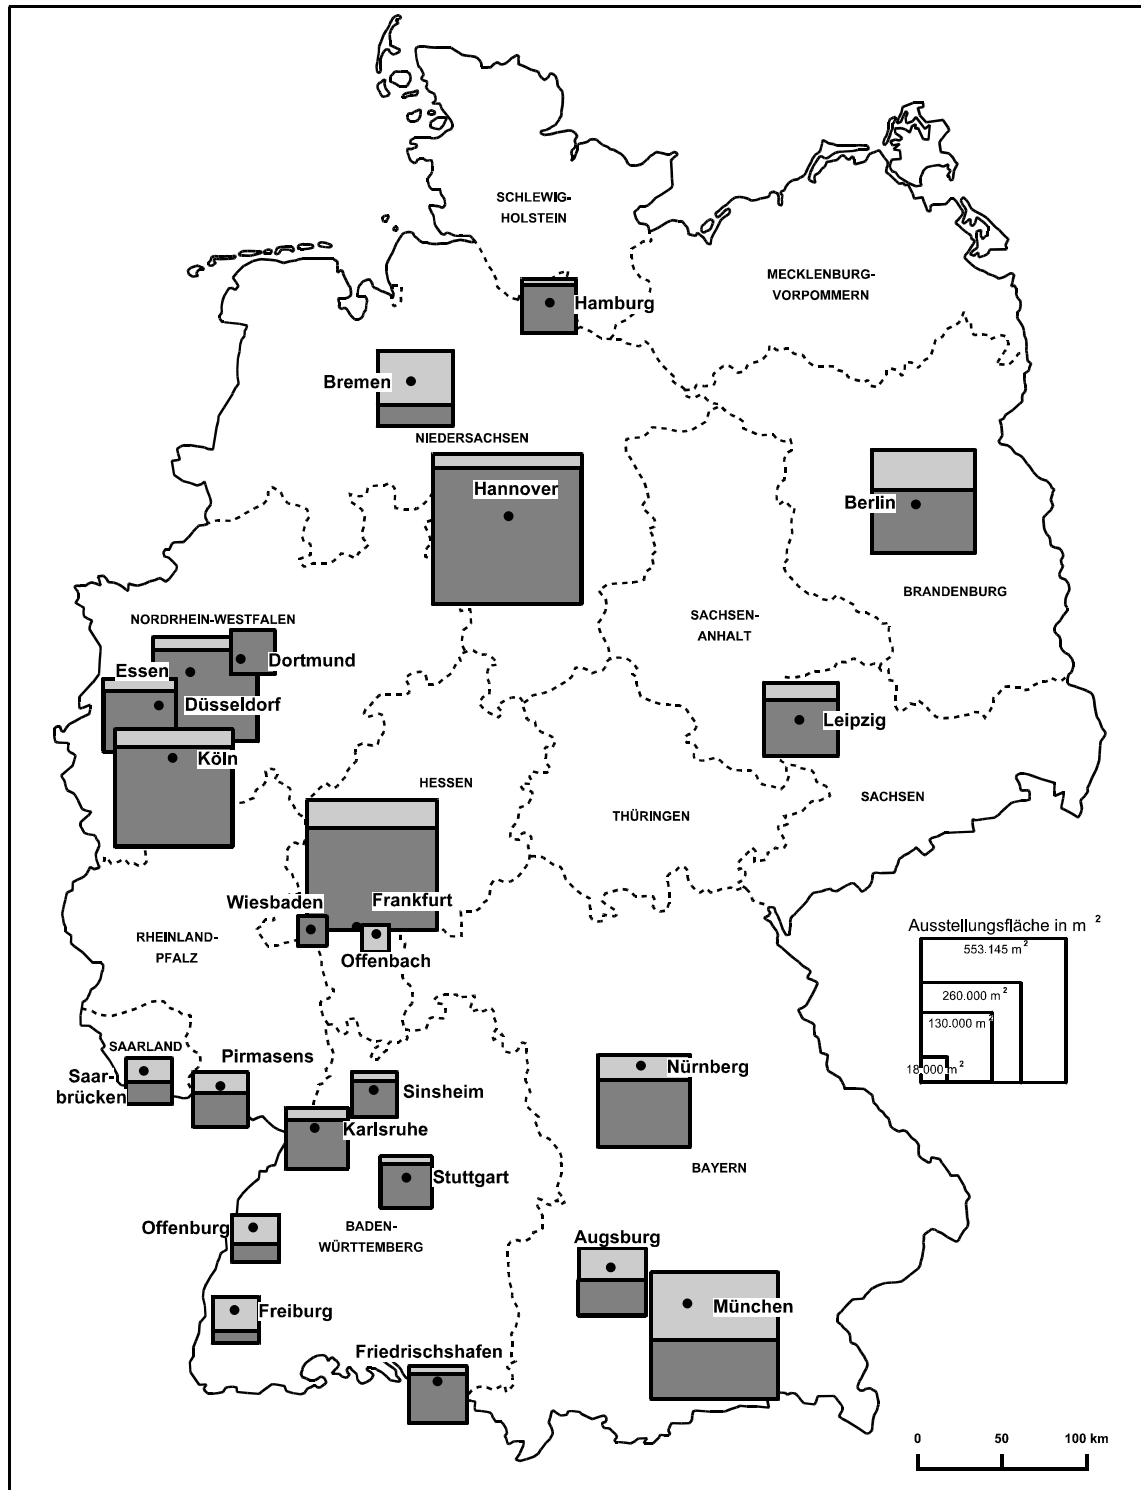 SCHLEWIG-
HOLSTEIN
MECKLENBURG-
VORPOMMERN
Hamburg
Bremen
NIEDERSACHSEN
Hannover
Berlin
BRANDENBURG
SACHSEN-
ANHALT
NORDRHEIN-WESTFALEN
Dortmund
Essen
Düsseldorf
Köln
Leipzig
HESSEN
THÜRINGEN
SACHSEN
Wiesbaden
Frankfurt
Offenbach
RHEINLAND-
PFALZ
Ausstellungsfläche in m ²
553.145 m²
260.000 m²
130.000 m²
18.000 m²
SAARLAND
Pirmasens
Saar-
brücken
Sinsheim
Karlsruhe
Nürnberg
Stuttgart
BAYERN
Offenburg
BADEN-
WÜRTTEMBERG
Augsburg
Freiburg
München
Friedrischshafen
0 50 100 km